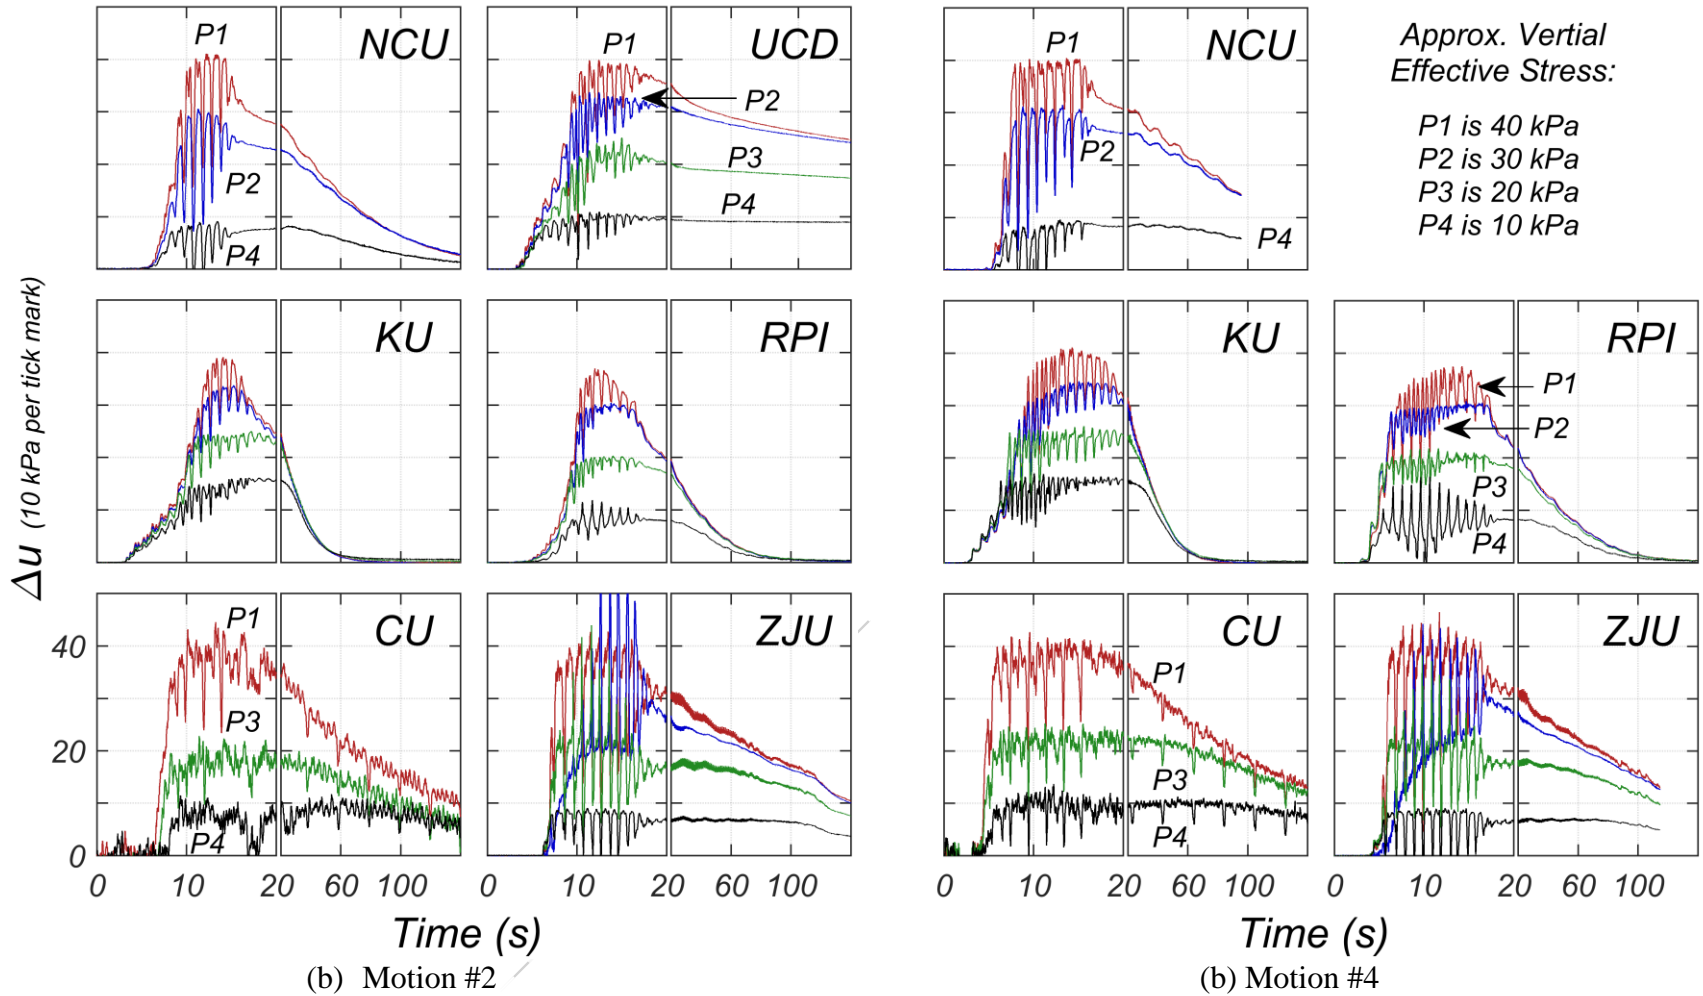 P1
NCU
P2
P4
P1
UCD
P2
P3
P4
P1
NCU
P2
P4
Approx. Vertial
Effective Stress:
P1 is 40 kPa
P2 is 30 kPa
P3 is 20 kPa
P4 is 10 kPa
Δu (10 kPa per tick mark)
KU
RPI
KU
RPI
P1
P2
P3
P4
P1
CU
P3
P4
ZJU
CU
P1
P3
P4
ZJU
40
20
0
0 10 20 60 100
0 10 20 60 100
0 10 20 60 100
0 10 20 60 100
Time (s)
Time (s)
(b) Motion #2
(b) Motion #4